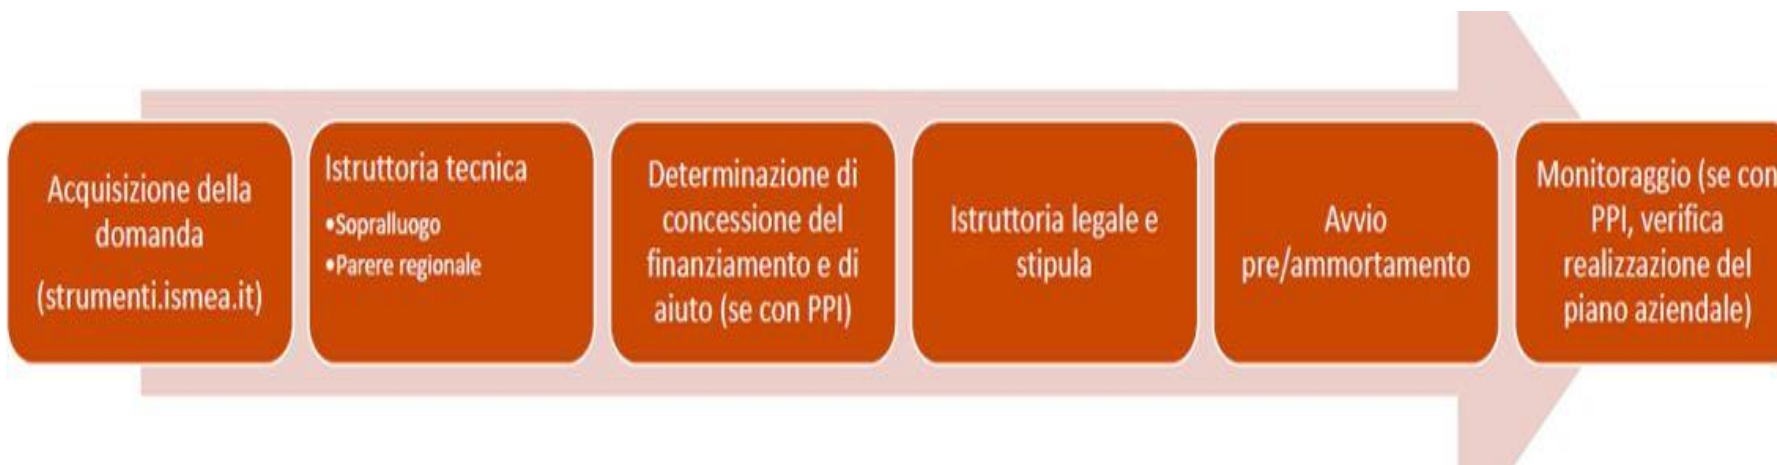 Acquisizione della
domanda
(strumenti.ismea.it)
Istruttoria tecnica
•Sopralluogo
•Parere regionale
Determinazione di
concessione del
finanziamento e di
aiuto (se con PPI)
Istruttoria legale e
stipula
Avvio
pre/ammortamento
Monitoraggio (se con
PPI, verifica
realizzazione del
piano aziendale)